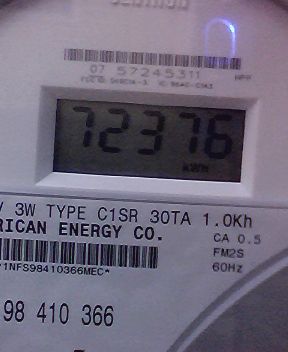 07 57245311
72376
KWH
V 3W TYPE C1SR 30TA 1.0Kh
RICAN ENERGY CO.
CA 0.5
FM2S
60Hz
*1NFS98410366MEC*
98 410 366